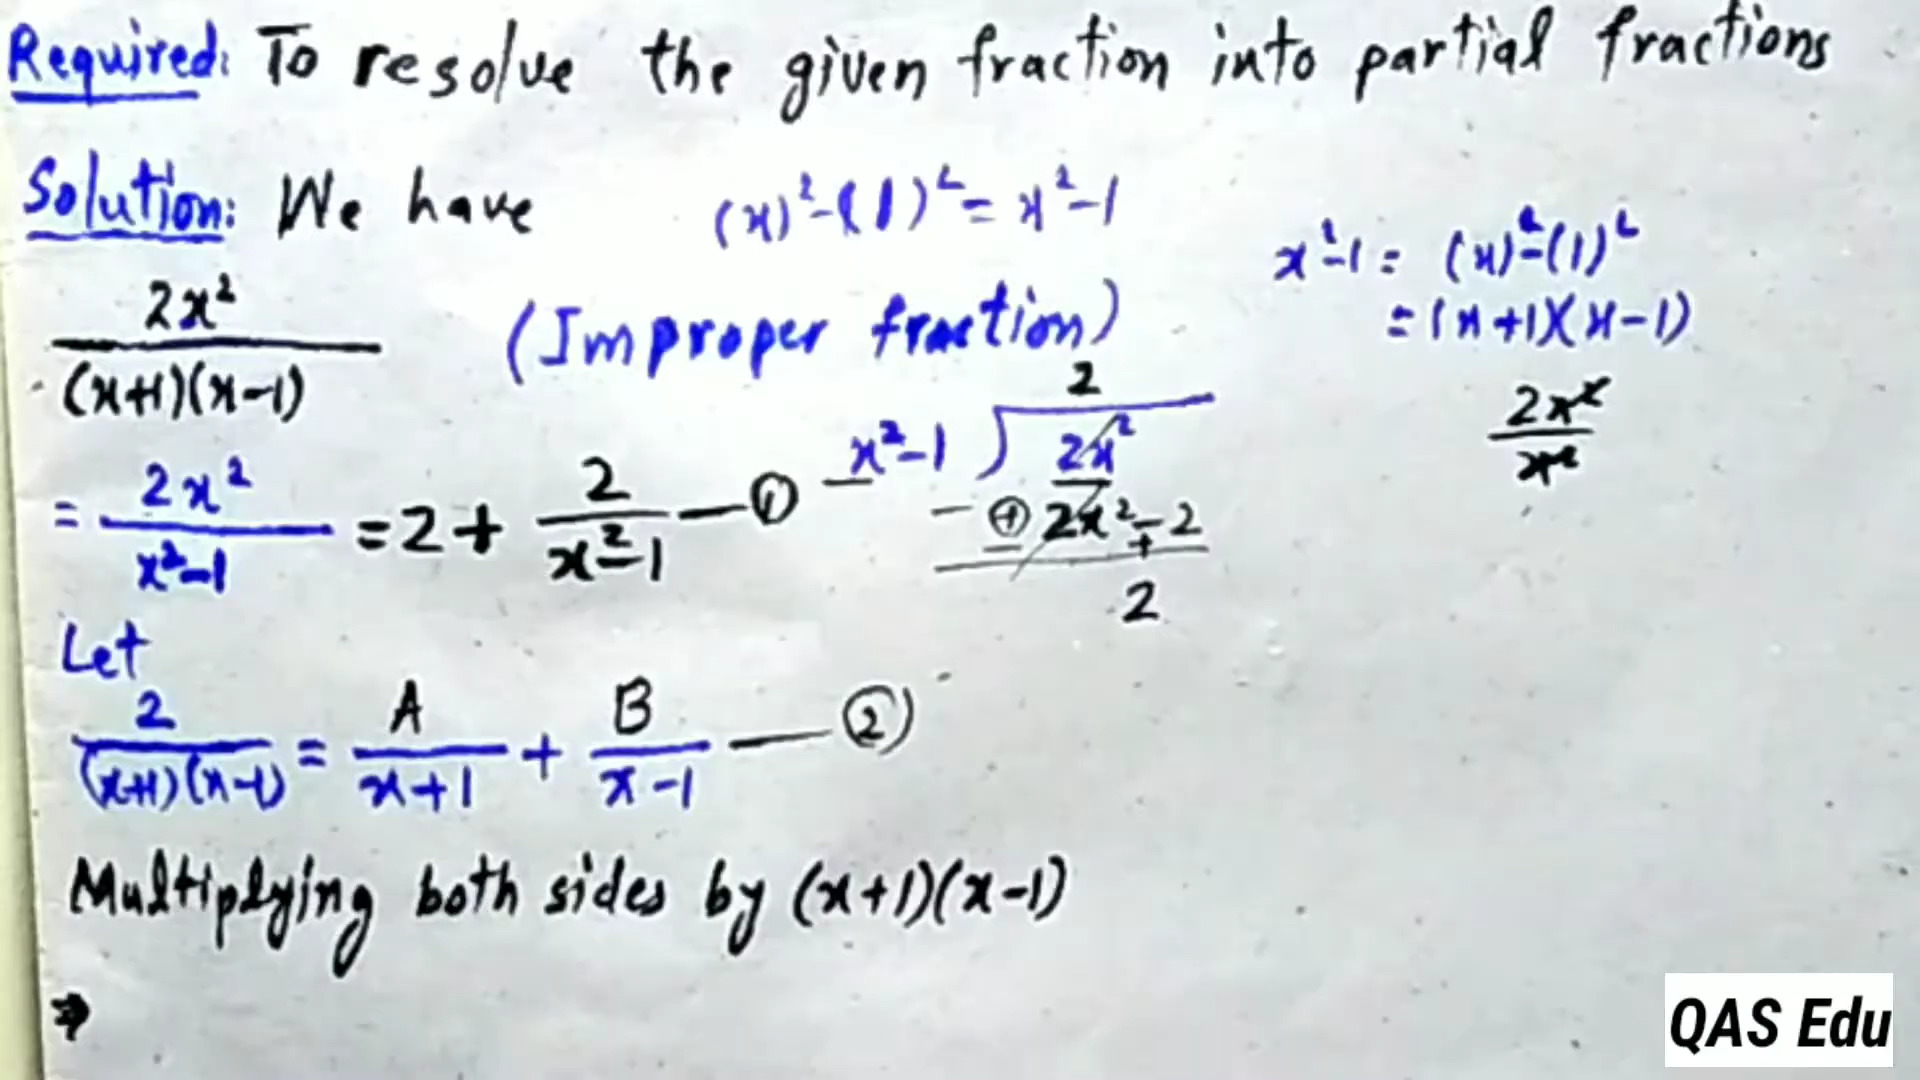 Required: To resolve the given fraction into partial fractions
Solution: We have
(x)²-(1)² = x²-1
x²-1 = (x)²-(1)²
= (x+1)(x-1)
2x²
(x+1)(x-1)
(Improper fraction)
2x²
x²
2
x²-1 ) 2x²
- ⊕ 2x² - 2
+
2
= 2x² / x²-1 = 2 + 2 / x²-1 — ①
Let
2 / (x+1)(x-1) = A / x+1 + B / x-1 — ②)
Multiplying both sides by (x+1)(x-1)
⇒
QAS Edu